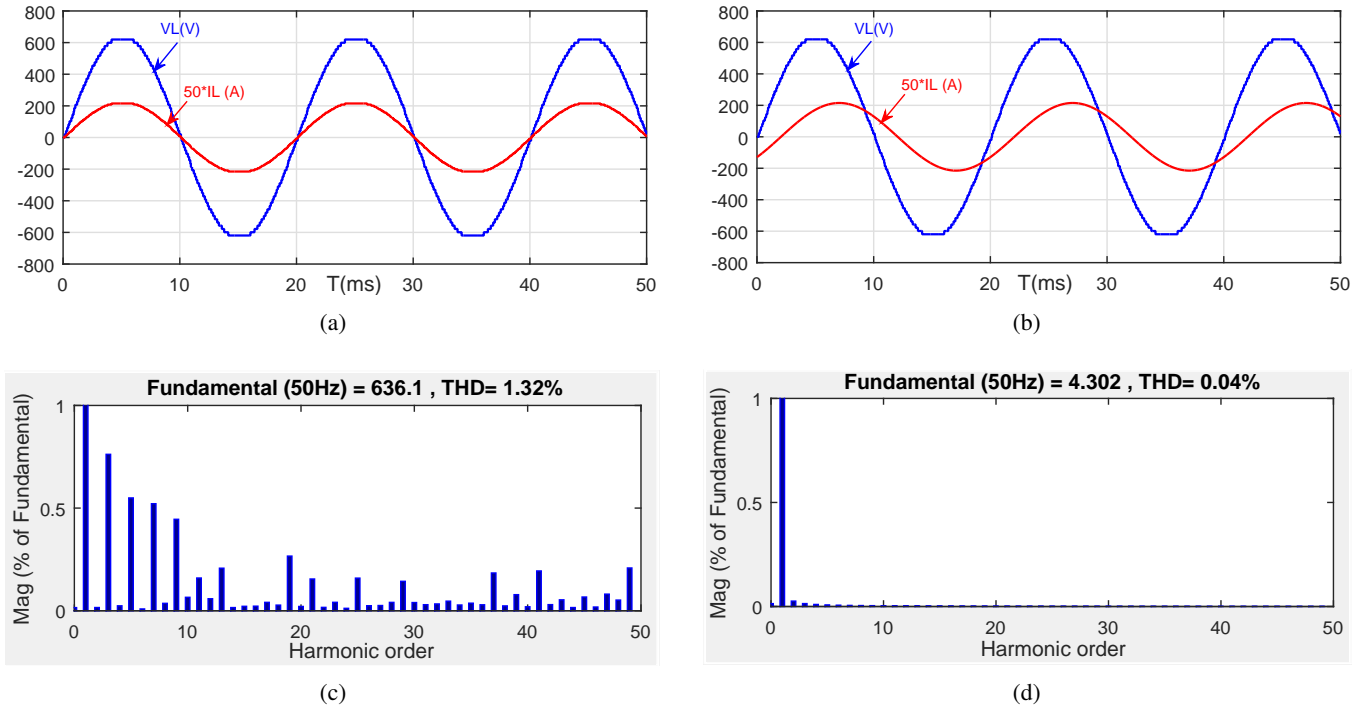 800
600
400
200
0
-200
-400
-600
-800
VL(V)
50*IL (A)
0 10 20 30 40 50
T(ms)
(a)
800
600
400
200
0
-200
-400
-600
-800
VL(V)
50*IL (A)
0 10 20 30 40 50
T(ms)
(b)
Fundamental (50Hz) = 636.1 , THD= 1.32%
Mag (% of Fundamental)
1
0.5
0
0 10 20 30 40 50
Harmonic order
(c)
Fundamental (50Hz) = 4.302 , THD= 0.04%
Mag (% of Fundamental)
1
0.5
0
0 10 20 30 40 50
Harmonic order
(d)